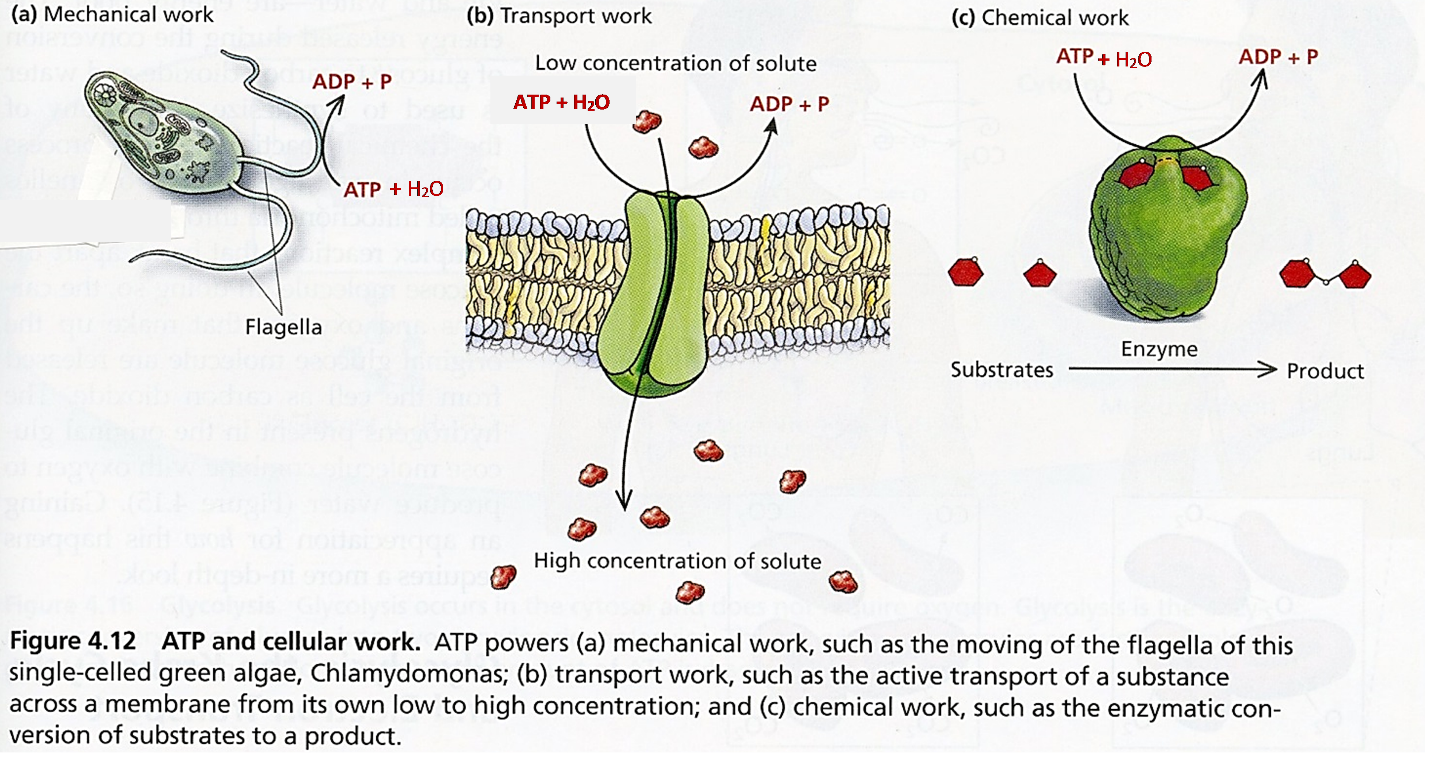 (a) Mechanical work
ADP + P
ATP + H₂O
Flagella
(b) Transport work
Low concentration of solute
ATP + H₂O
ADP + P
High concentration of solute
(c) Chemical work
ATP + H₂O
ADP + P
Enzyme
Substrates
Product
Figure 4.12 ATP and cellular work. ATP powers (a) mechanical work, such as the moving of the flagella of this
single-celled green algae, Chlamydomonas; (b) transport work, such as the active transport of a substance
across a membrane from its own low to high concentration; and (c) chemical work, such as the enzymatic con-
version of substrates to a product.